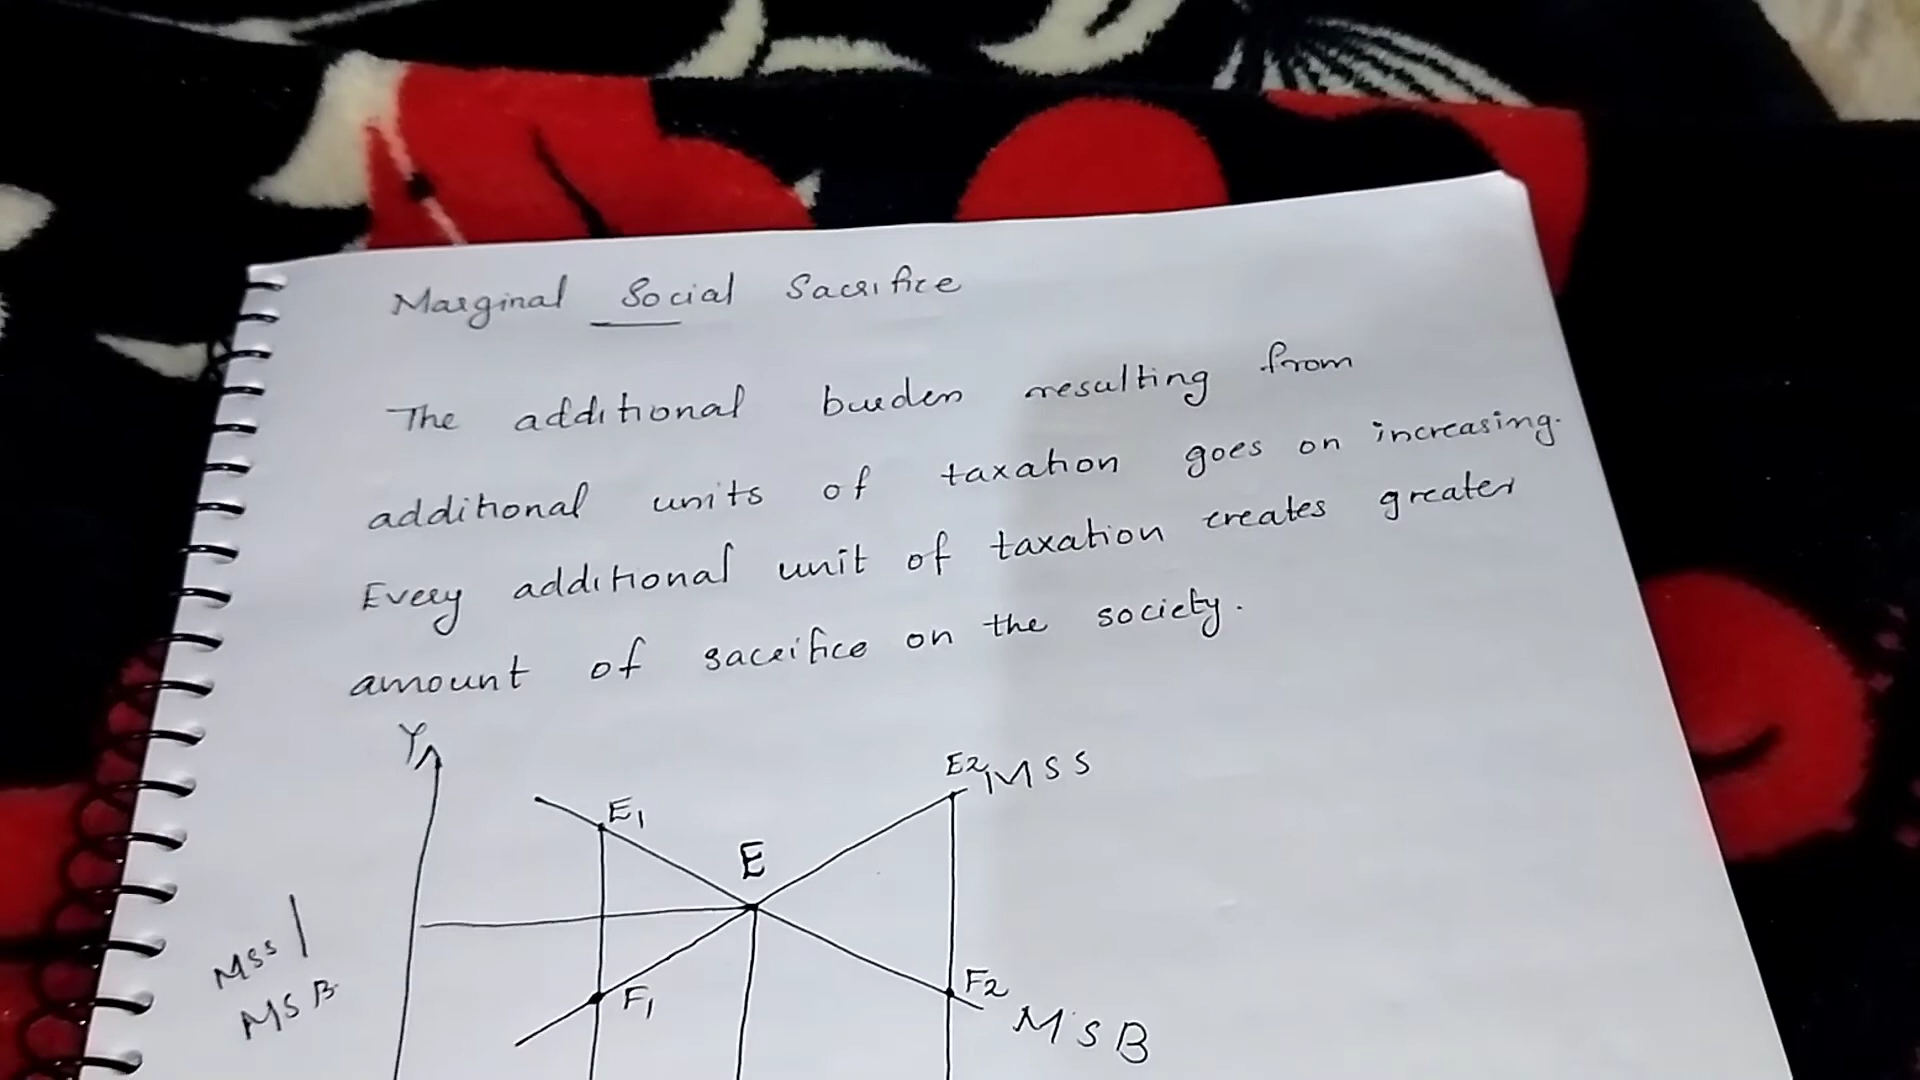 Marginal Social Sacrifice
The additional burden resulting from
additional units of taxation goes on increasing.
Every additional unit of taxation creates greater
amount of sacrifice on the society.
Y
E2 MSS
E1
E
MSS /
MSB
F1
F2
MSB